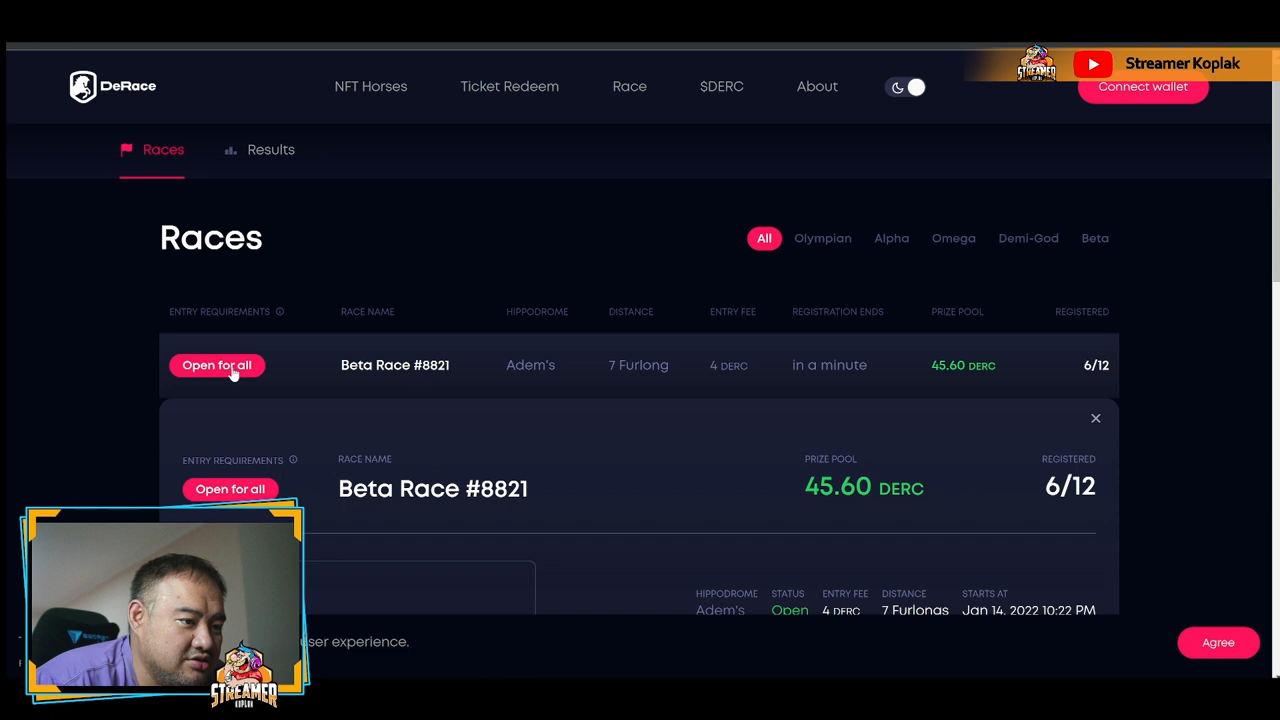 Streamer Koplak
DeRace
NFT Horses
Ticket Redeem
Race
$DERC
About
Connect wallet
Races
Results
Races
All
Olympian
Alpha
Omega
Demi-God
Beta
ENTRY REQUIREMENTS
RACE NAME
HIPPODROME
DISTANCE
ENTRY FEE
REGISTRATION ENDS
PRIZE POOL
REGISTERED
Open for all
Beta Race #8821
Adem's
7 Furlong
4 DERC
in a minute
45.60 DERC
6/12
ENTRY REQUIREMENTS
RACE NAME
PRIZE POOL
REGISTERED
Open for all
Beta Race #8821
45.60 DERC
6/12
HIPPODROME
STATUS
ENTRY FEE
DISTANCE
STARTS AT
Adem's
Open
4 DERC
7 Furlongs
Jan 14, 2022 10:22 PM
user experience.
Agree
STREAMER
KOPLAK